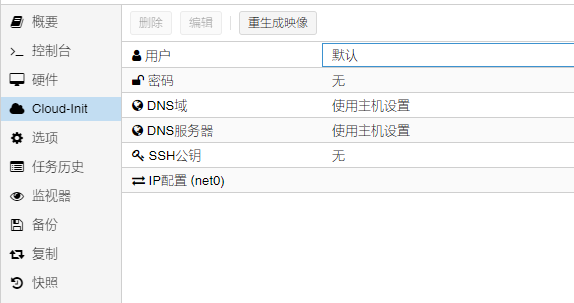 概要
控制台
硬件
Cloud-Init
选项
任务历史
监视器
备份
复制
快照
删除 编辑 重生成映像
用户 默认
密码 无
DNS域 使用主机设置
DNS服务器 使用主机设置
SSH公钥 无
IP配置 (net0)